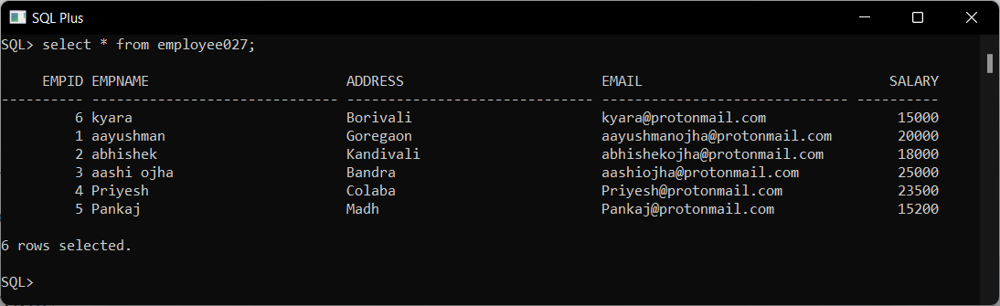 SQL Plus
SQL> select * from employee027;
     EMPID EMPNAME                        ADDRESS                        EMAIL                              SALARY
---------- ------------------------------ ------------------------------ ------------------------------ ----------
         6 kyara                          Borivali                       kyara@protonmail.com                15000
         1 aayushman                      Goregaon                       aayushmanojha@protonmail.com        20000
         2 abhishek                       Kandivali                      abhishekojha@protonmail.com         18000
         3 aashi ojha                     Bandra                         aashiojha@protonmail.com            25000
         4 Priyesh                        Colaba                         Priyesh@protonmail.com              23500
         5 Pankaj                         Madh                           Pankaj@protonmail.com               15200
6 rows selected.
SQL>